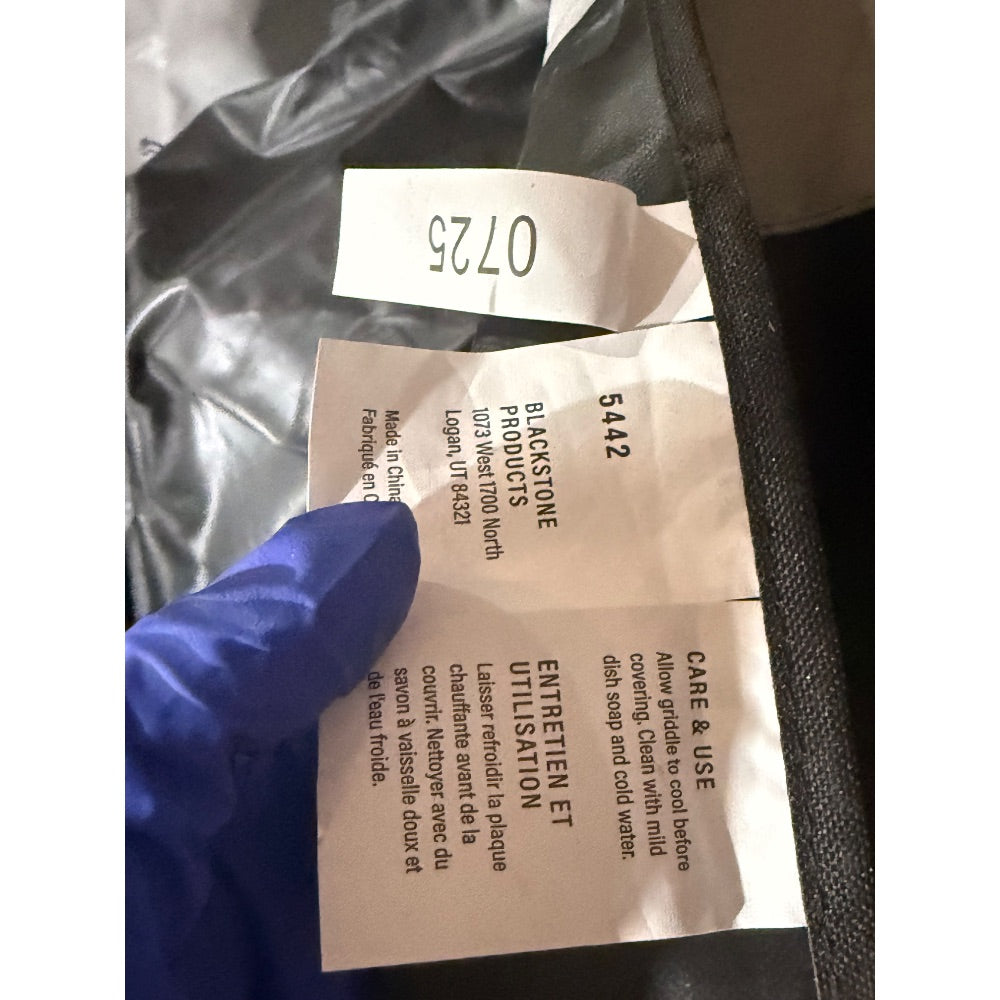 0725
5442
BLACKSTONE
PRODUCTS
1073 West 1700 North
Logan, UT 84321
Made in China
Fabriqué en C
CARE & USE
Allow griddle to cool before
covering. Clean with mild
dish soap and cold water.
ENTRETIEN ET
UTILISATION
Laisser refroidir la plaque
chauffante avant de la
couvrir. Nettoyer avec du
savon à vaisselle doux et
de l'eau froide.